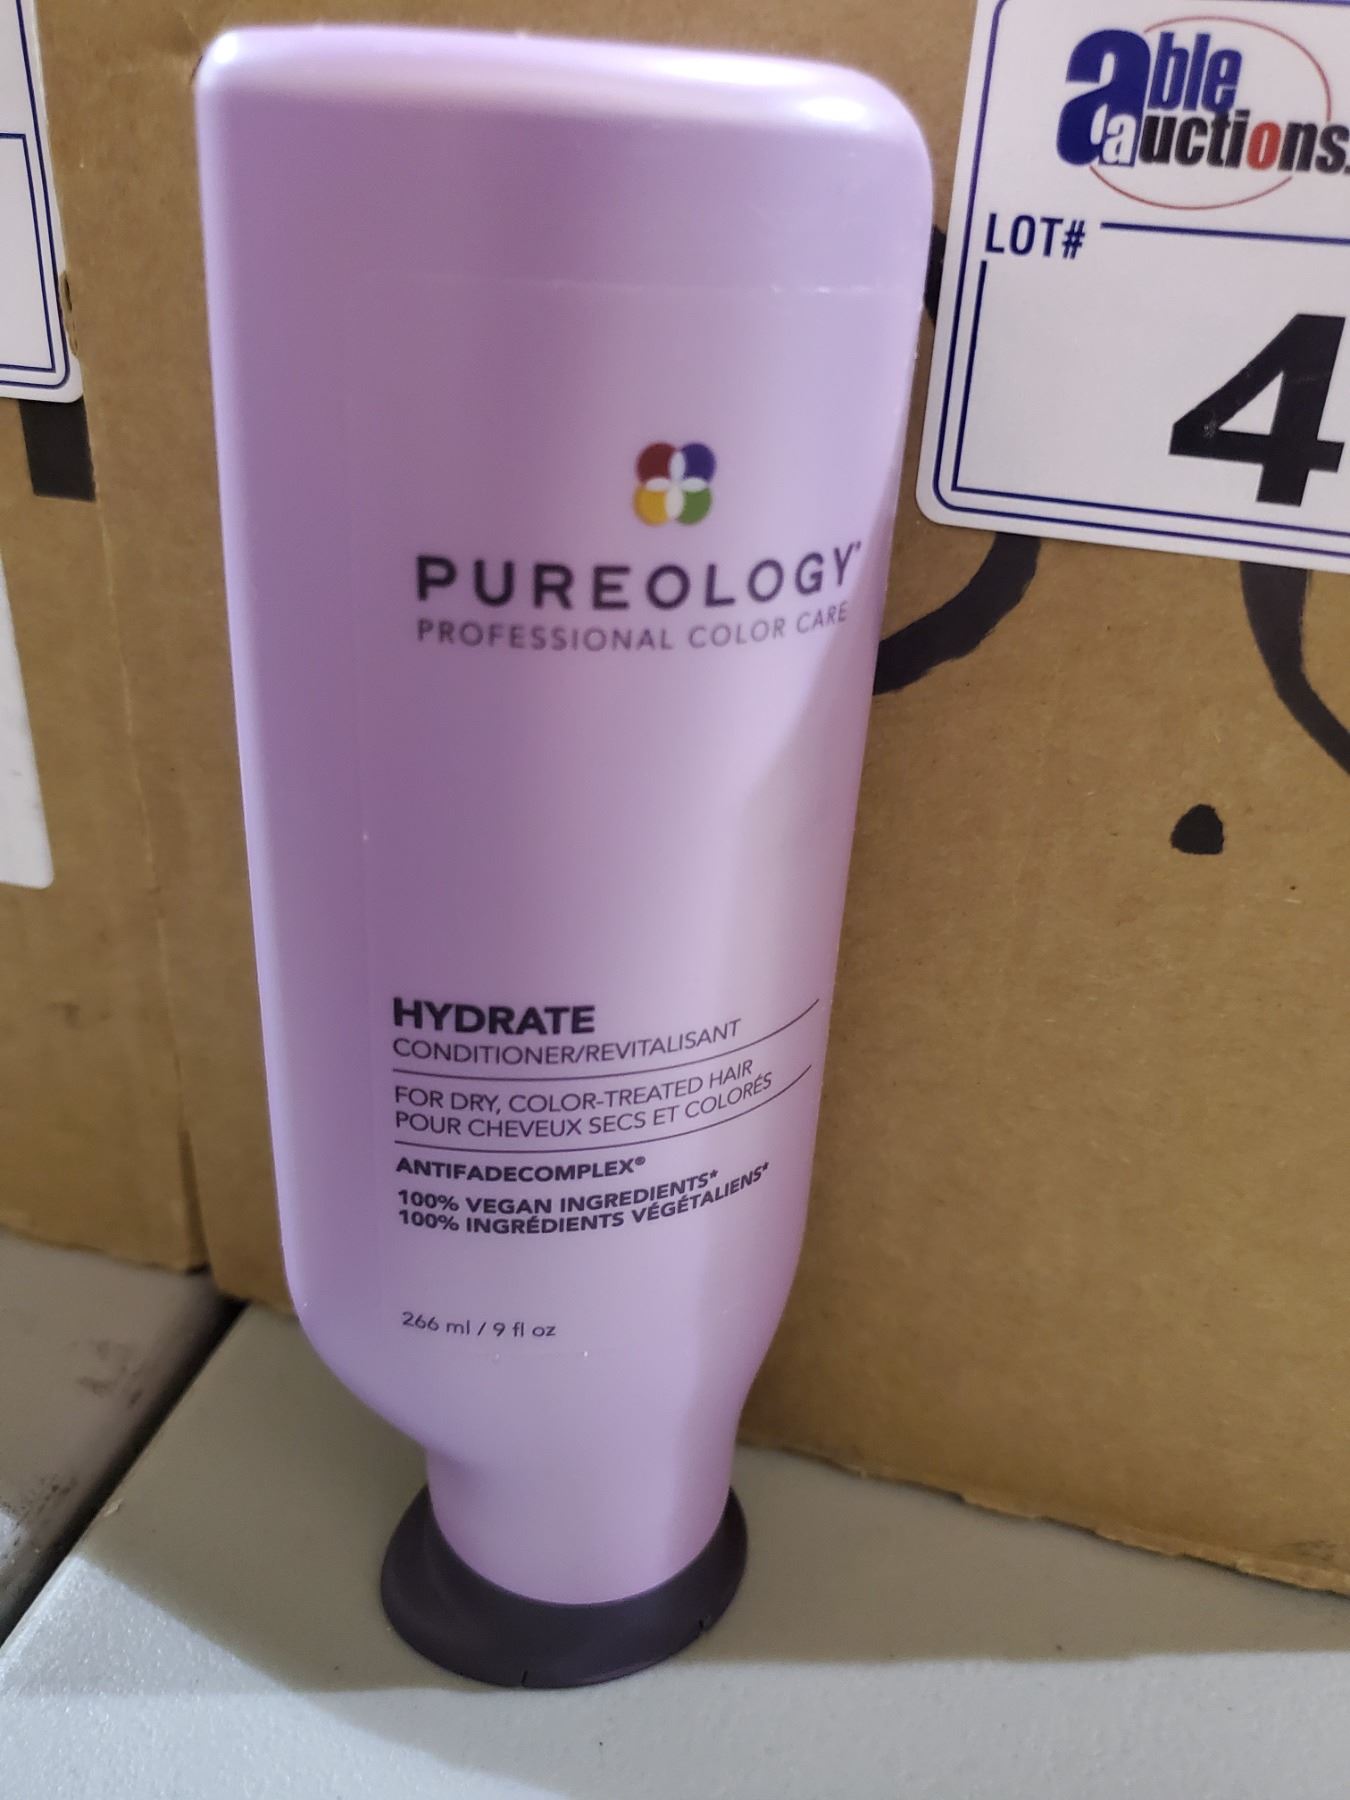 able
auctions.
LOT#
4
PUREOLOGY
PROFESSIONAL COLOR CARE
HYDRATE
CONDITIONER/REVITALISANT
FOR DRY, COLOR-TREATED HAIR
POUR CHEVEUX SECS ET COLORÉS
ANTIFADECOMPLEX®
100% VEGAN INGREDIENTS*
100% INGRÉDIENTS VÉGÉTALIENS*
266 ml / 9 fl oz